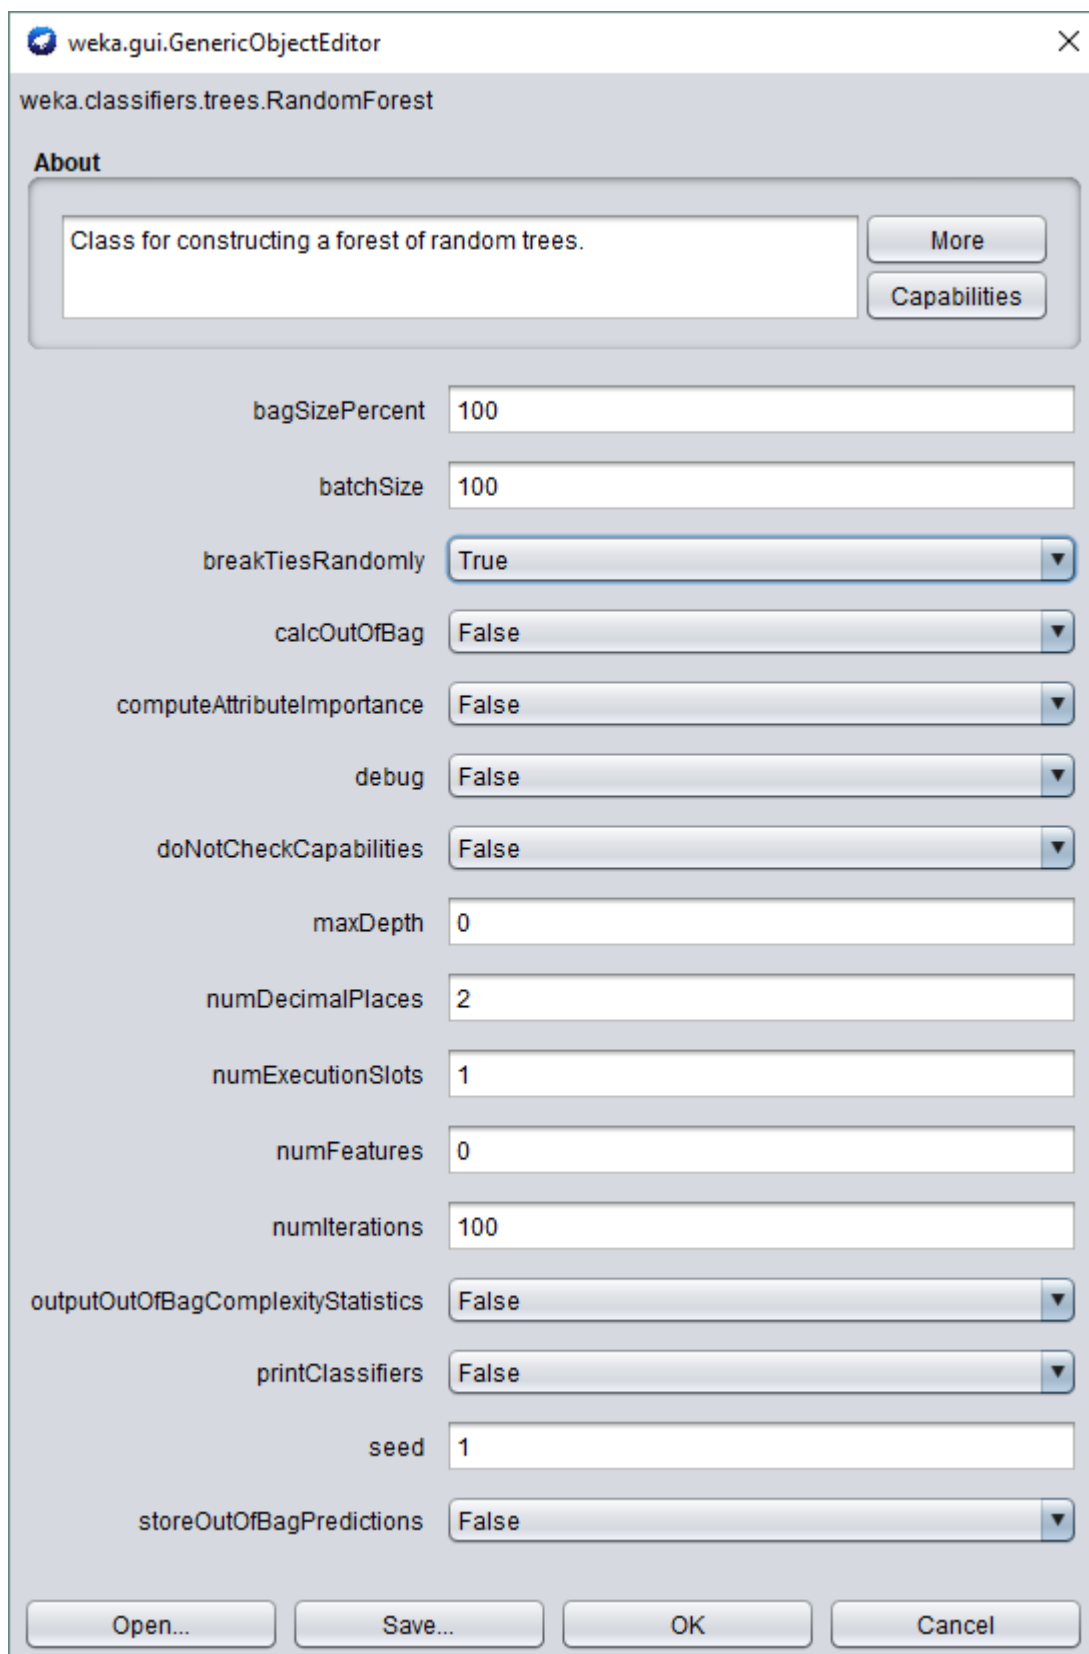 weka.gui.GenericObjectEditor
weka.classifiers.trees.RandomForest
About
Class for constructing a forest of random trees.
More
Capabilities
bagSizePercent 100
batchSize 100
breakTiesRandomly True
calcOutOfBag False
computeAttributeImportance False
debug False
doNotCheckCapabilities False
maxDepth 0
numDecimalPlaces 2
numExecutionSlots 1
numFeatures 0
numIterations 100
outputOutOfBagComplexityStatistics False
printClassifiers False
seed 1
storeOutOfBagPredictions False
Open... Save... OK Cancel